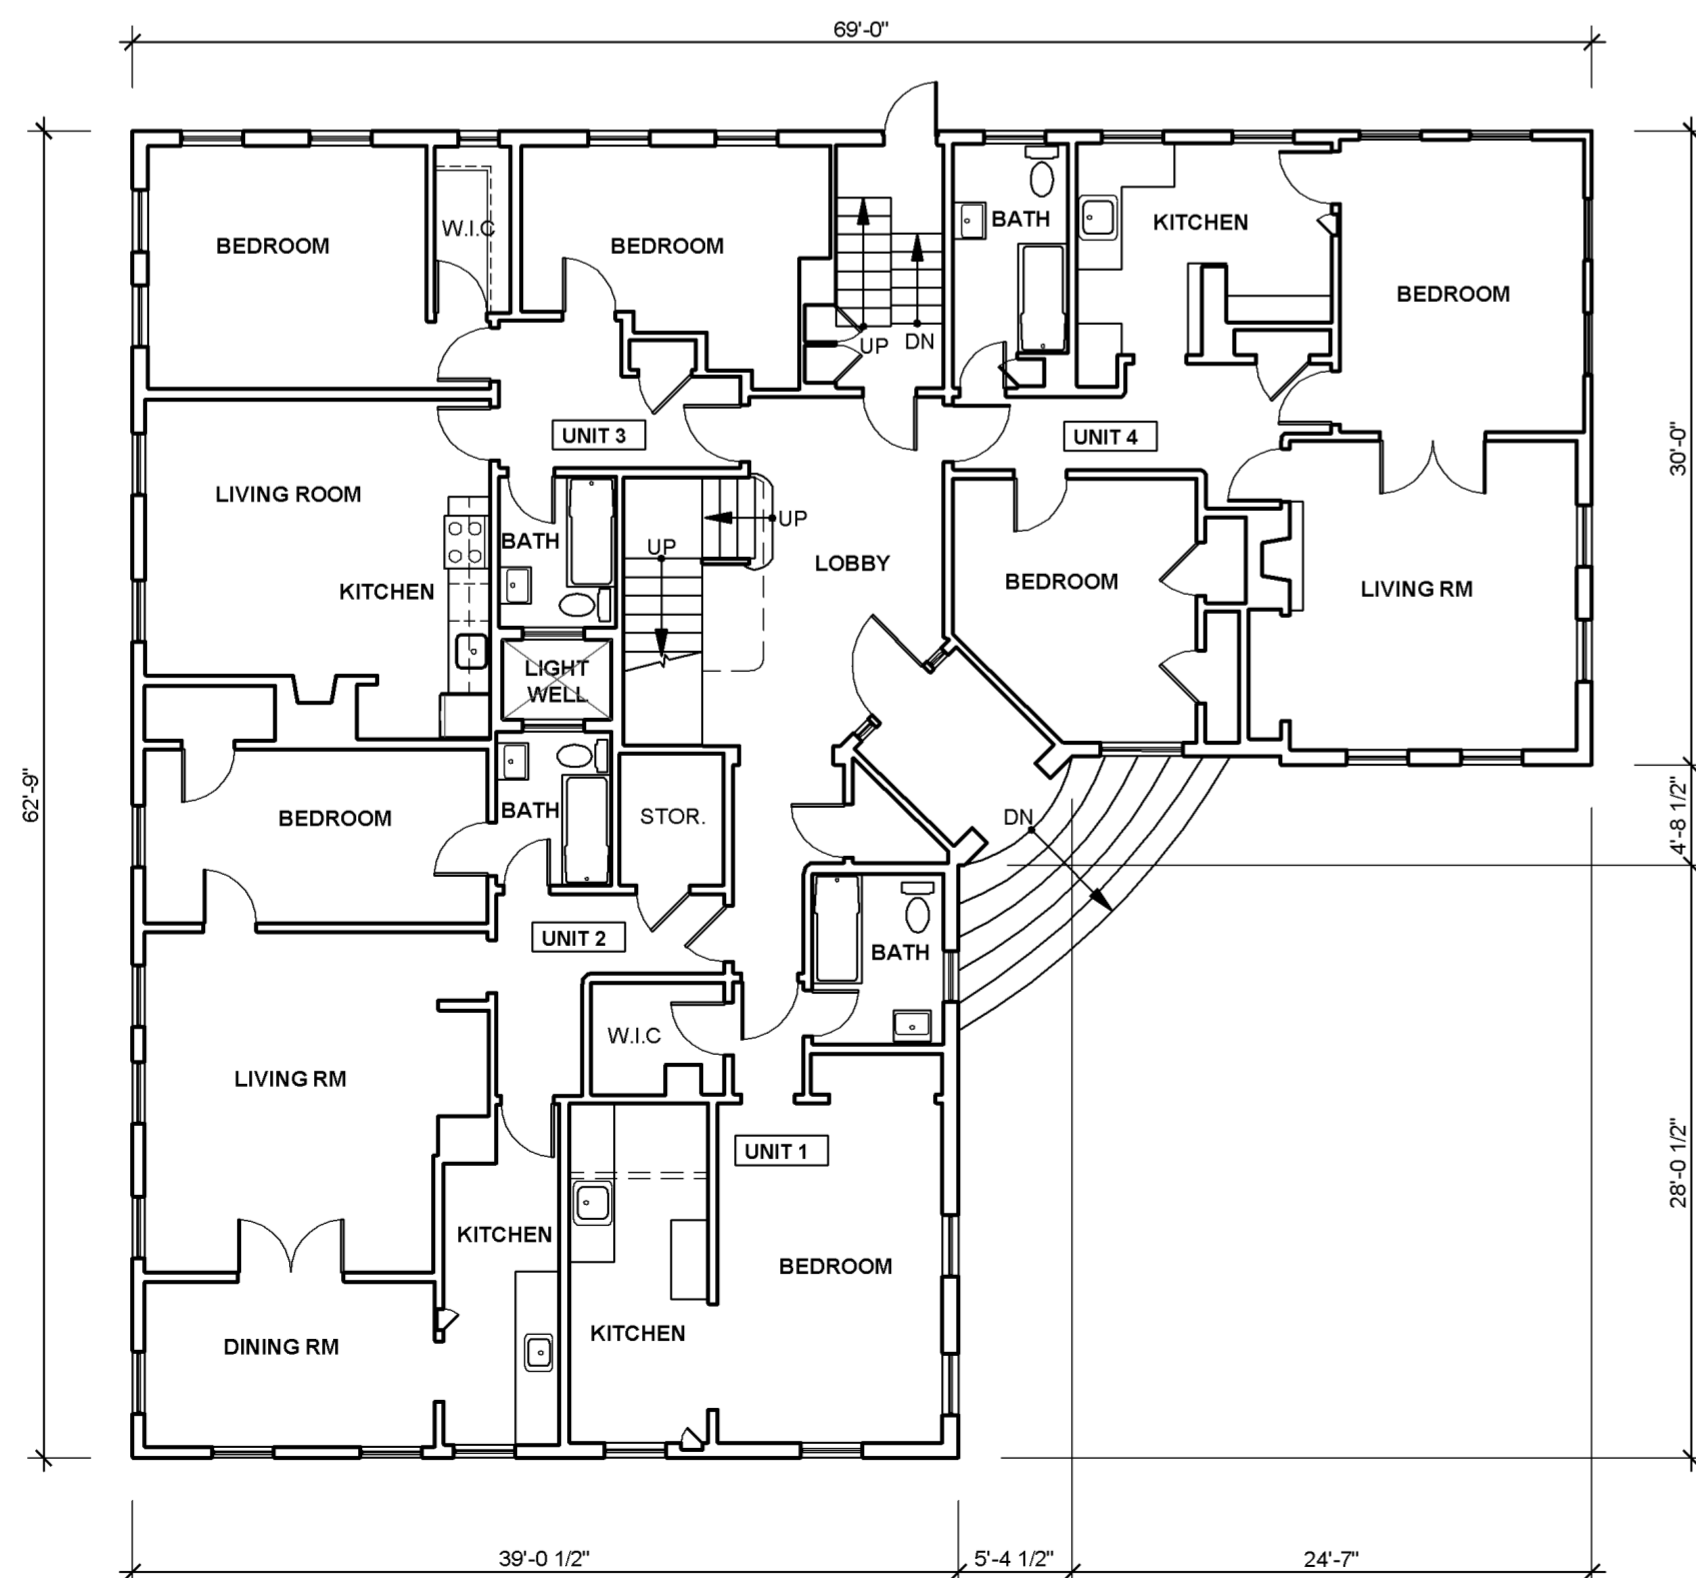 69'-0"
BEDROOM
W.I.C
BEDROOM
UP
DN
BATH
KITCHEN
BEDROOM
UNIT 3
UNIT 4
30'-0"
LIVING ROOM
KITCHEN
BATH
UP
UP
LOBBY
BEDROOM
LIVING RM
LIGHT
WELL
62'-9"
BEDROOM
BATH
STOR.
DN
4'-8 1/2"
UNIT 2
BATH
W.I.C
LIVING RM
UNIT 1
28'-0 1/2"
KITCHEN
BEDROOM
KITCHEN
DINING RM
39'-0 1/2"
5'-4 1/2"
24'-7"